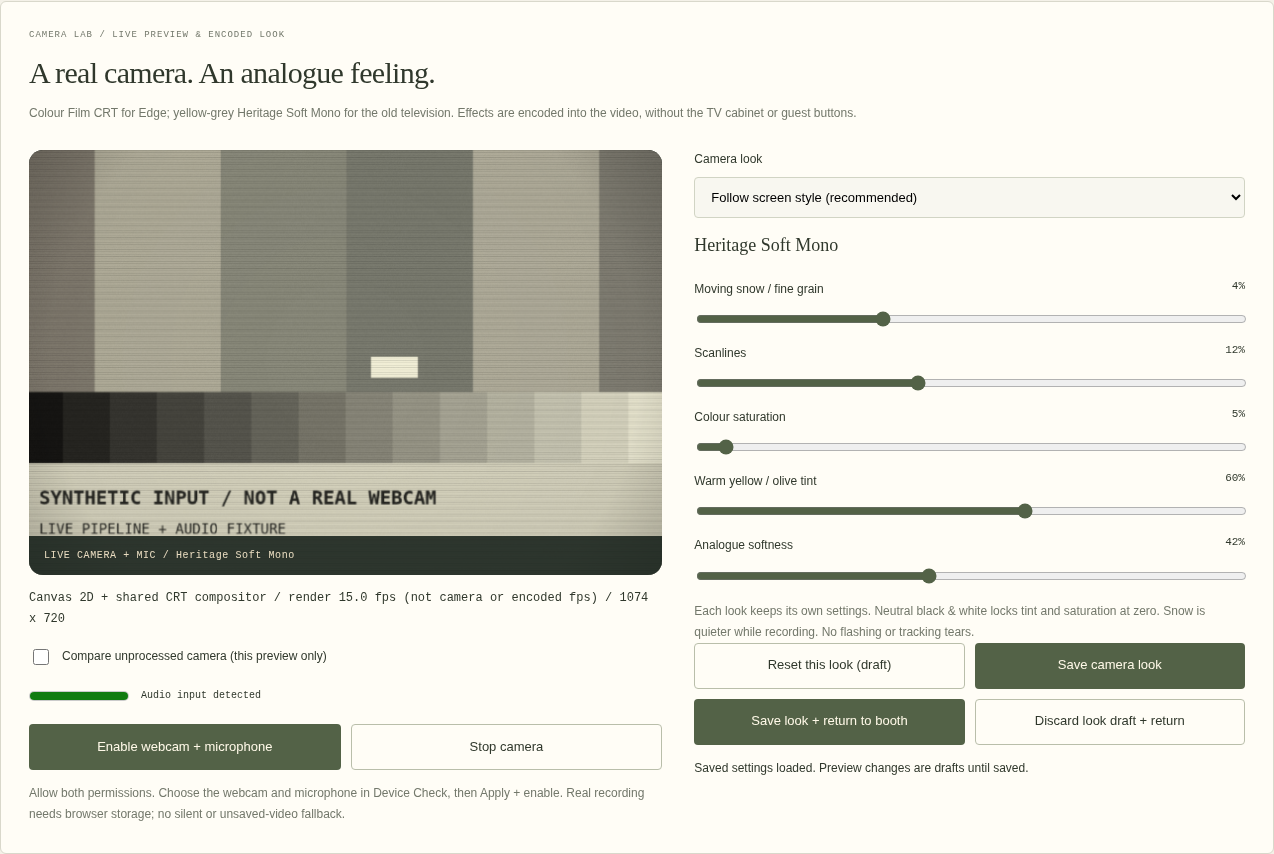 CAMERA LAB / LIVE PREVIEW & ENCODED LOOK
A real camera. An analogue feeling.
Colour Film CRT for Edge; yellow-grey Heritage Soft Mono for the old television. Effects are encoded into the video, without the TV cabinet or guest buttons.
SYNTHETIC INPUT / NOT A REAL WEBCAM
LIVE PIPELINE + AUDIO FIXTURE
LIVE CAMERA + MIC / Heritage Soft Mono
Canvas 2D + shared CRT compositor / render 15.0 fps (not camera or encoded fps) / 1074
x 720
Compare unprocessed camera (this preview only)
Audio input detected
Enable webcam + microphone
Stop camera
Allow both permissions. Choose the webcam and microphone in Device Check, then Apply + enable. Real recording
needs browser storage; no silent or unsaved-video fallback.
Camera look
Follow screen style (recommended)
Heritage Soft Mono
Moving snow / fine grain 4%
Scanlines 12%
Colour saturation 5%
Warm yellow / olive tint 60%
Analogue softness 42%
Each look keeps its own settings. Neutral black & white locks tint and saturation at zero. Snow is
quieter while recording. No flashing or tracking tears.
Reset this look (draft)
Save camera look
Save look + return to booth
Discard look draft + return
Saved settings loaded. Preview changes are drafts until saved.